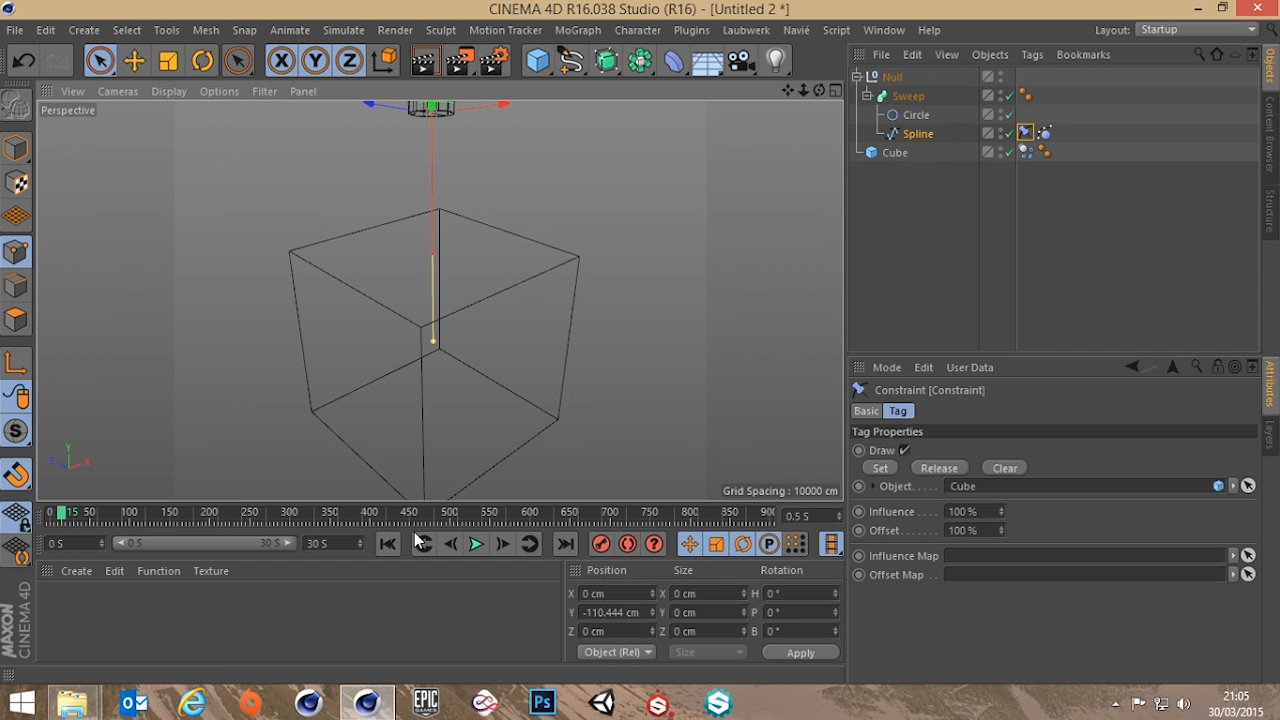 CINEMA 4D R16.038 Studio (R16) - [Untitled 2 *]
File Edit Create Select Tools Mesh Snap Animate Simulate Render Sculpt Motion Tracker MoGraph Character Plugins Laubwerk Navié Script Window Help Layout: Startup
X Y Z
File Edit View Objects Tags Bookmarks
View Cameras Display Options Filter Panel
Perspective
Null
Sweep
Circle
Spline
Cube
Objects
Content Browser
Structure
Mode Edit User Data
Constraint [Constraint]
Basic Tag
Tag Properties
Draw
Set Release Clear
Object..... Cube
Influence . . 100 %
Offset. . . . . 100 %
Influence Map
Offset Map . .
Attributes
Layers
Y
Z X
S
Grid Spacing : 10000 cm
0 15 50 100 150 200 250 300 350 400 450 500 550 600 650 700 750 800 850 90 0.5 S
0 S 0 S 30 S 30 S P
Create Edit Function Texture
Position Size Rotation
X 0 cm X 0 cm H 0 °
Y -110.444 cm Y 0 cm P 0 °
Z 0 cm Z 0 cm B 0 °
Object (Rel) Size Apply
MAXON
CINEMA 4D
EPIC
GAMES
Ps
21:05
30/03/2015